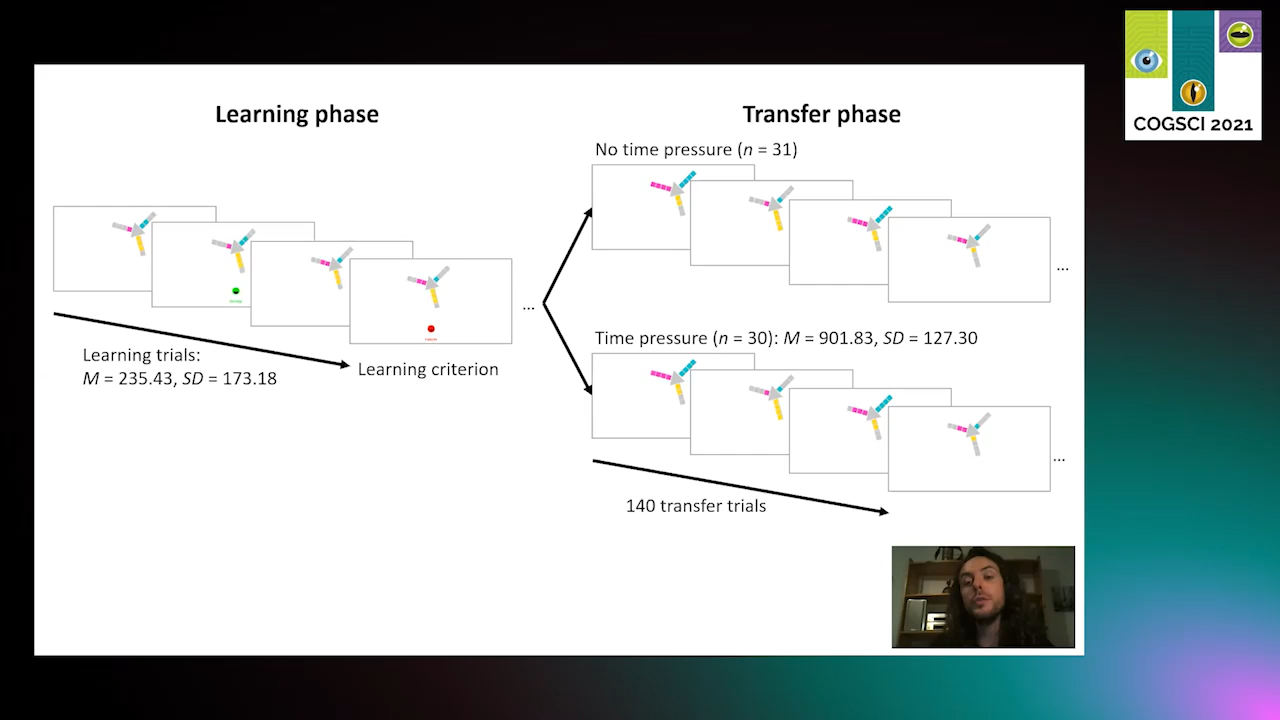 Learning phase
Transfer phase
No time pressure (n = 31)
...
...
Time pressure (n = 30): M = 901.83, SD = 127.30
Learning trials:
M = 235.43, SD = 173.18
Learning criterion
...
140 transfer trials
COGSCI 2021